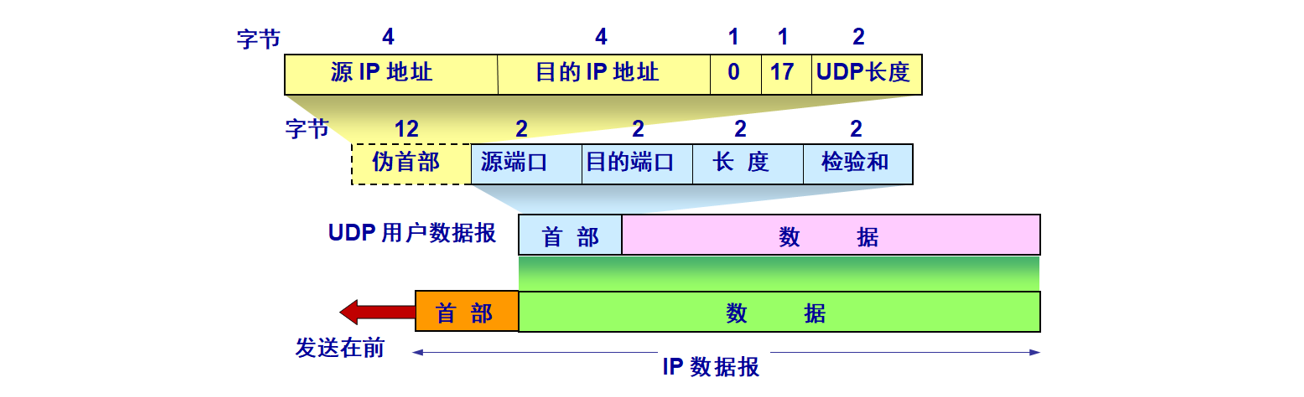 字节 4 4 1 1 2
源 IP 地址 目的 IP 地址 0 17 UDP长度
字节 12 2 2 2 2
伪首部 源端口 目的端口 长 度 检验和
UDP 用户数据报 首 部 数 据
首 部 数 据
发送在前
IP 数据报